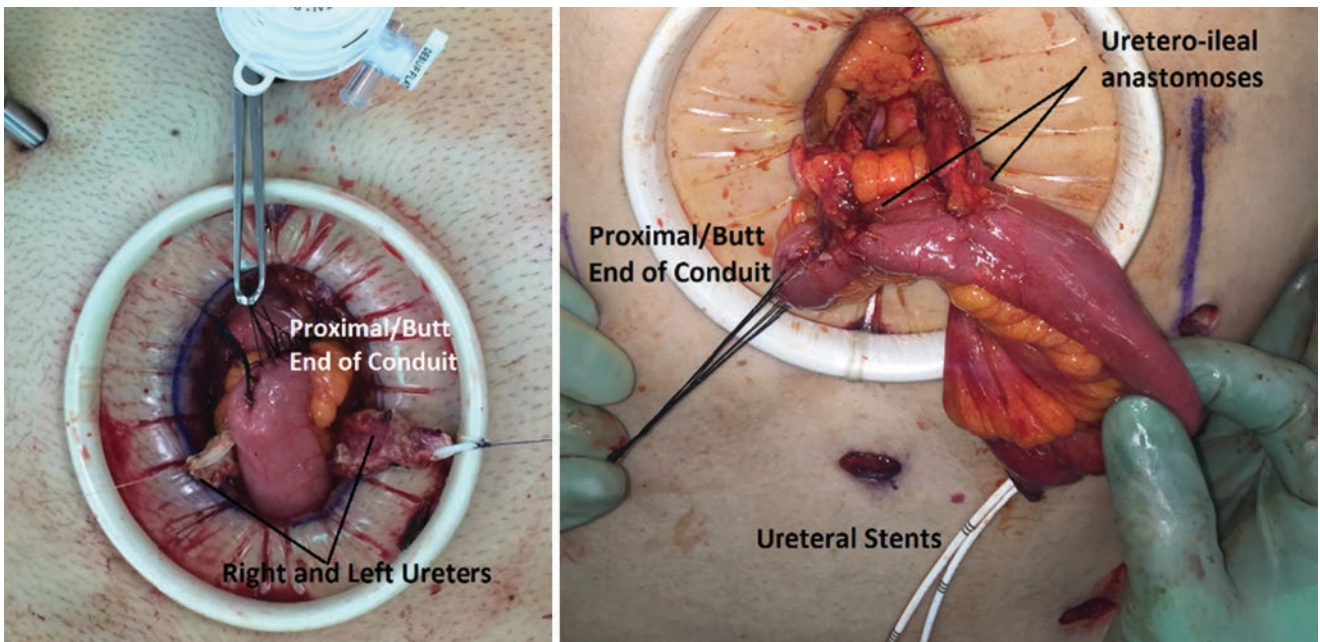 Proximal/Butt
End of Conduit
Right and Left Ureters
Uretero-ileal
anastomoses
Proximal/Butt
End of Conduit
Ureteral Stents